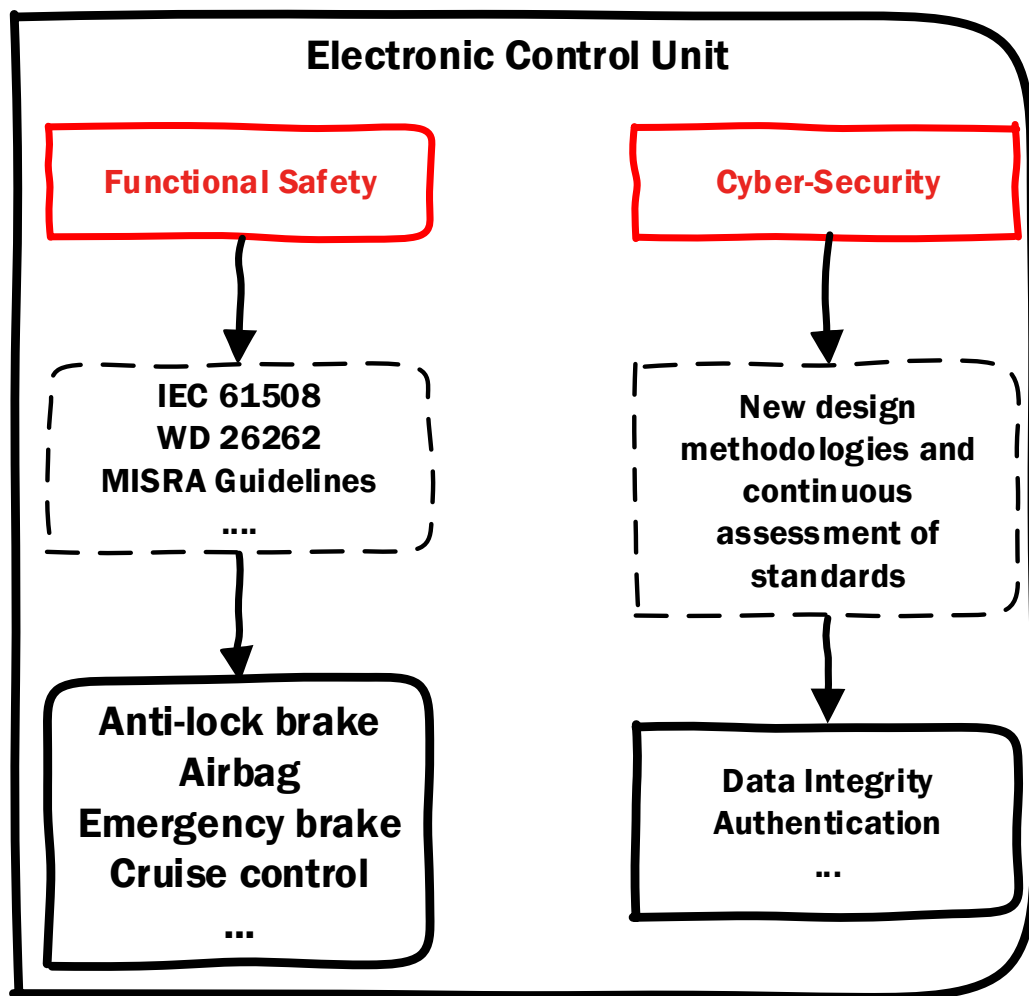 Electronic Control Unit
Functional Safety
IEC 61508
WD 26262
MISRA Guidelines
....
Anti-lock brake
Airbag
Emergency brake
Cruise control
...
Cyber-Security
New design
methodologies and
continuous
assessment of
standards
Data Integrity
Authentication
...